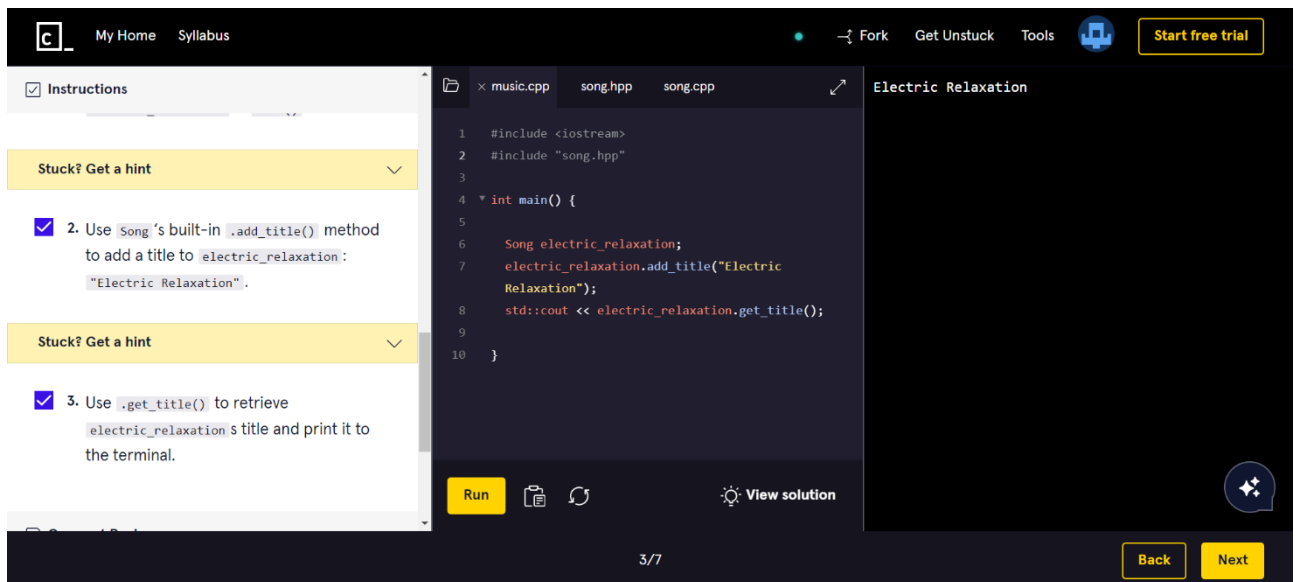 c_ My Home Syllabus Fork Get Unstuck Tools Start free trial
Instructions
Stuck? Get a hint
2. Use Song 's built-in .add_title() method
to add a title to electric_relaxation :
"Electric Relaxation" .
Stuck? Get a hint
3. Use .get_title() to retrieve
electric_relaxation s title and print it to
the terminal.
× music.cpp song.hpp song.cpp
1 #include <iostream>
2 #include "song.hpp"
3
4 int main() {
5
6 Song electric_relaxation;
7 electric_relaxation.add_title("Electric
Relaxation");
8 std::cout << electric_relaxation.get_title();
9
10 }
Run View solution
Electric Relaxation
3/7
Back Next